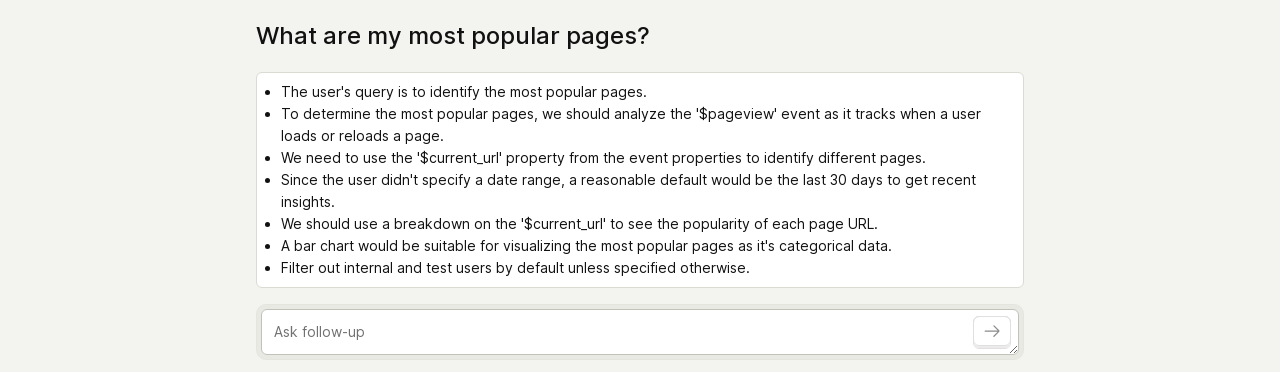 What are my most popular pages?
The user's query is to identify the most popular pages.
To determine the most popular pages, we should analyze the '$pageview' event as it tracks when a user
loads or reloads a page.
We need to use the '$current_url' property from the event properties to identify different pages.
Since the user didn't specify a date range, a reasonable default would be the last 30 days to get recent
insights.
We should use a breakdown on the '$current_url' to see the popularity of each page URL.
A bar chart would be suitable for visualizing the most popular pages as it's categorical data.
Filter out internal and test users by default unless specified otherwise.
Ask follow-up